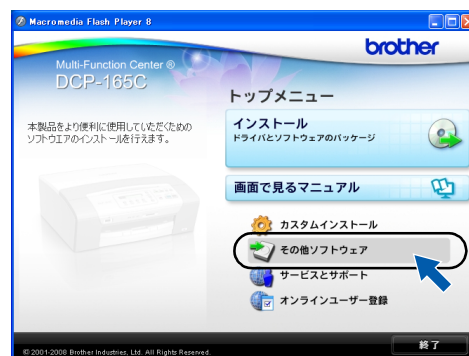 Macromedia Flash Player 8
brother
Multi-Function Center ®
DCP-165C
トップメニュー
本製品をより便利に使用していただくための
ソフトウエアのインストールを行えます。
インストール
ドライバとソフトウェアのパッケージ
画面で見るマニュアル
カスタムインストール
その他ソフトウェア
サービスとサポート
オンラインユーザー登録
© 2001-2008 Brother Industries, Ltd. All Rights Reserved.
終了